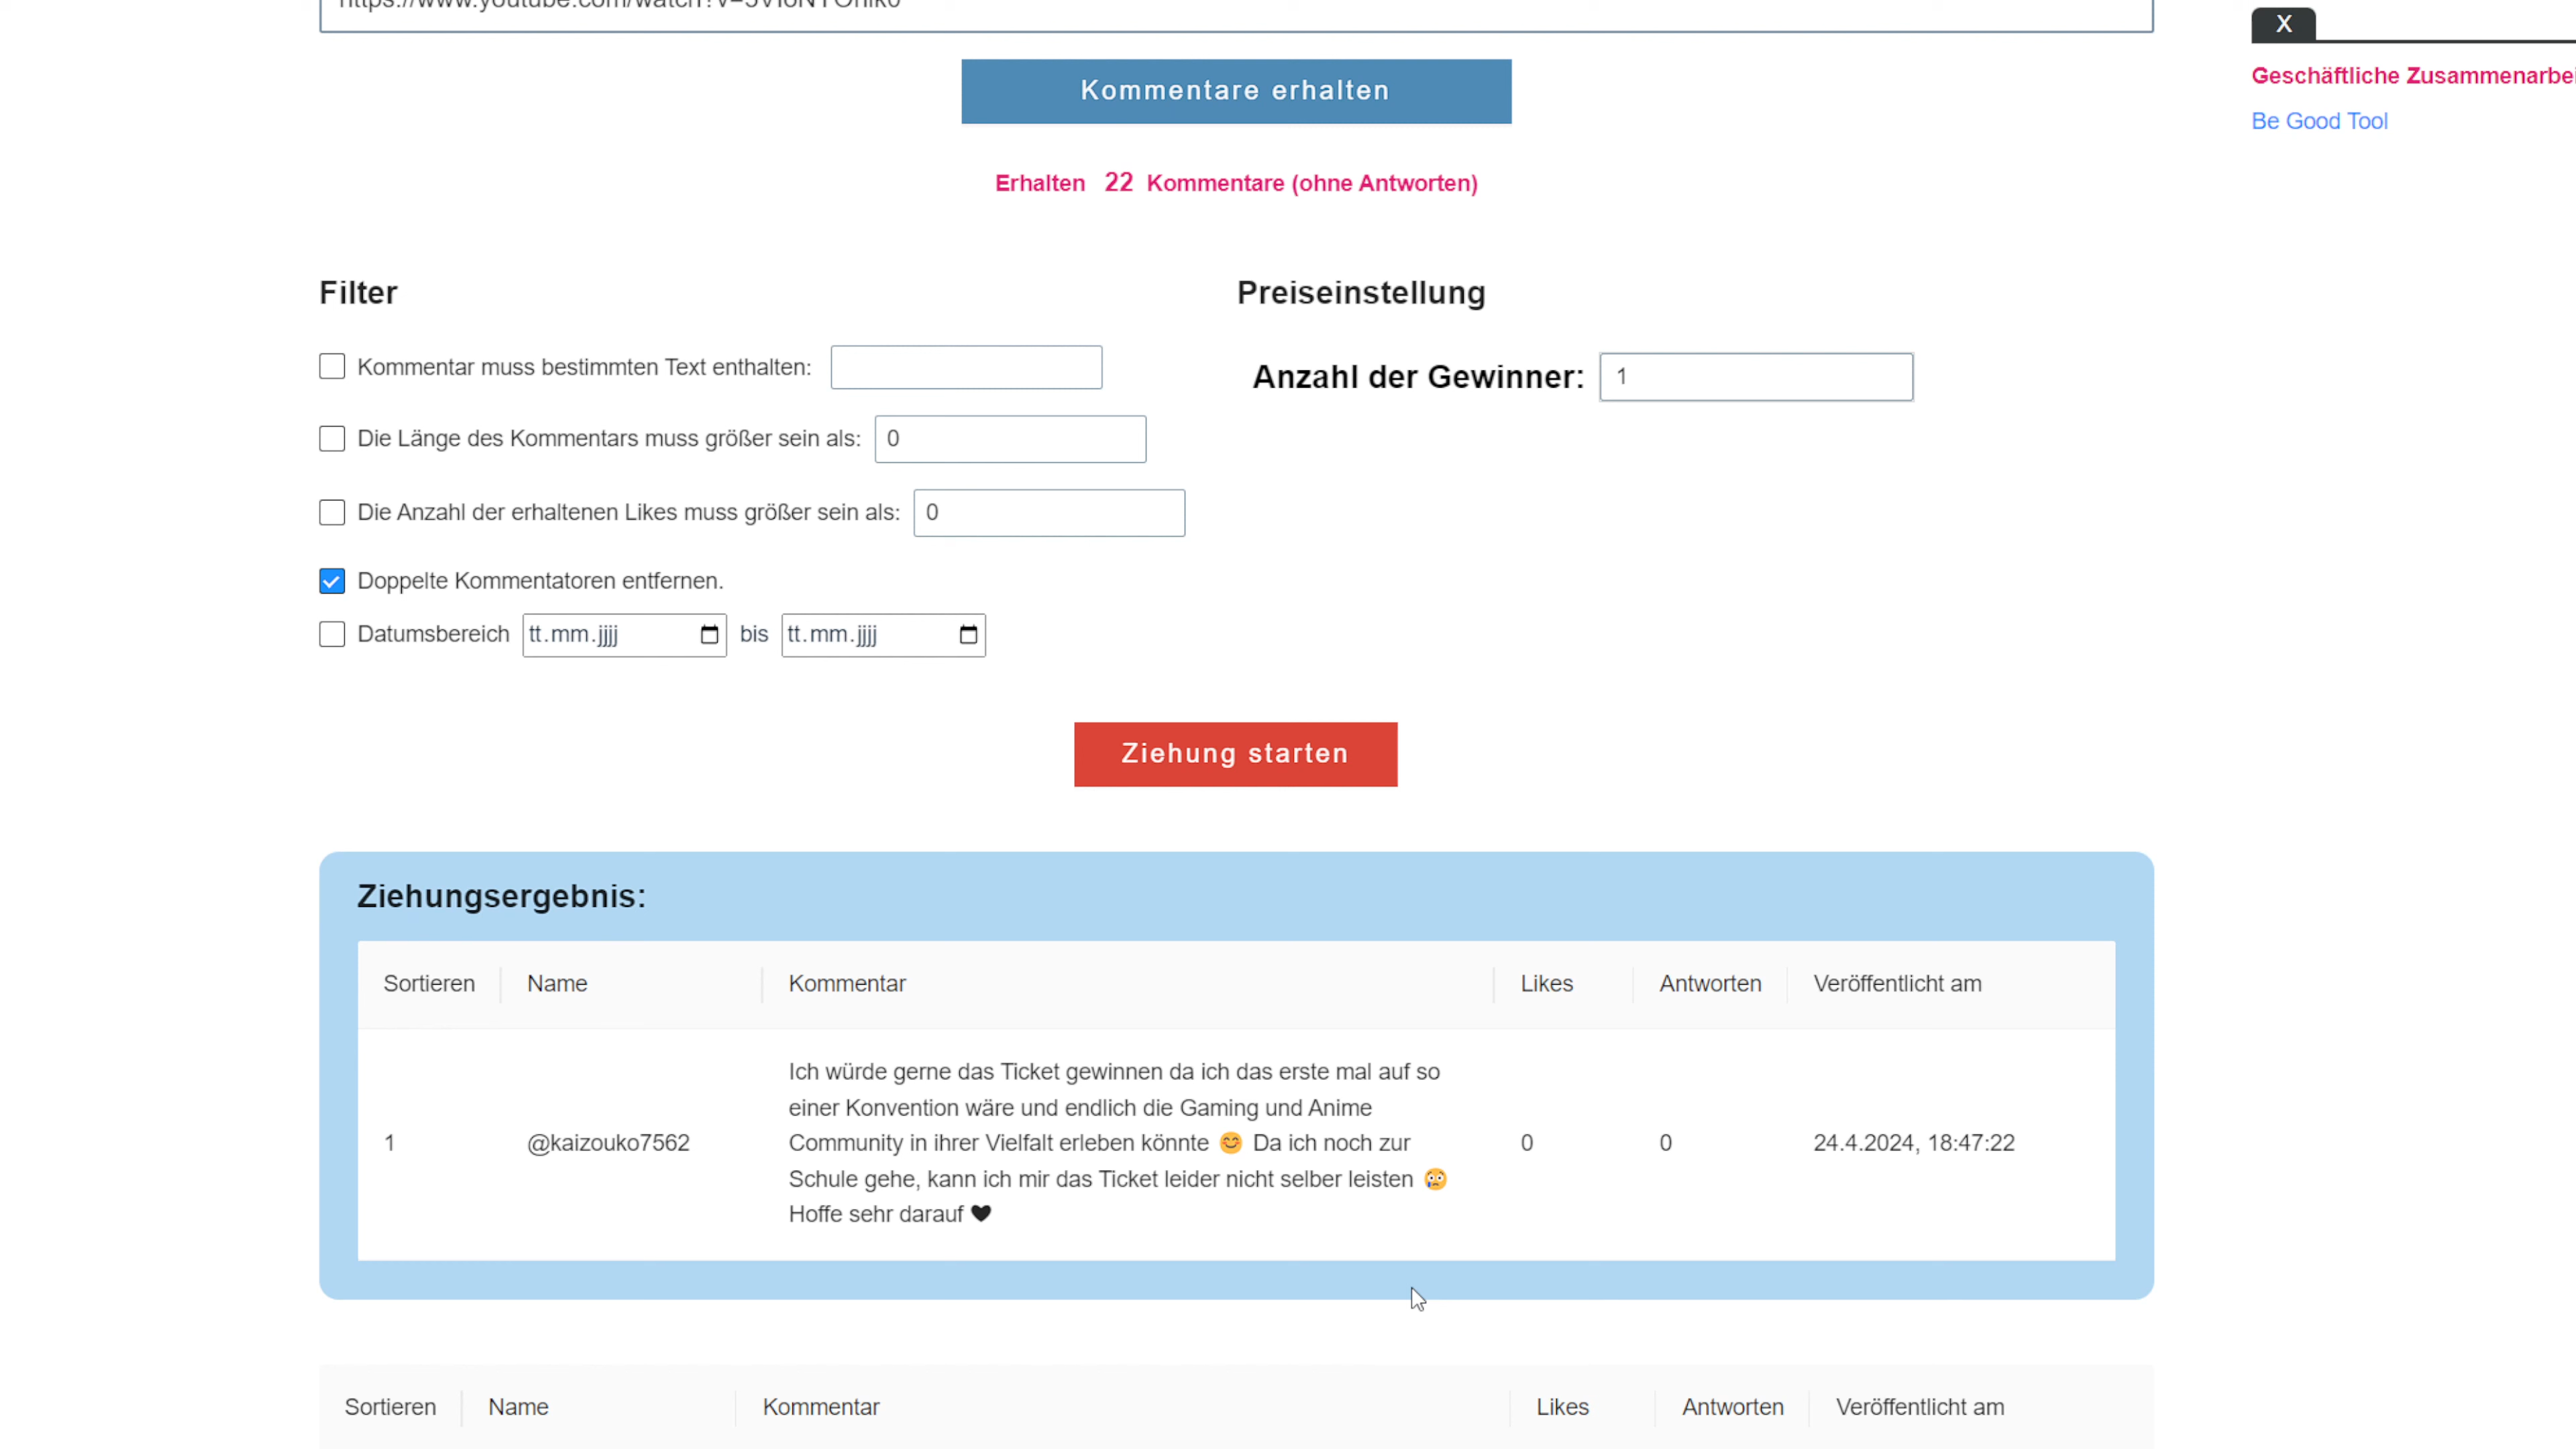 X
Geschäftliche
Be Good Tool
Kommentare erhalten
Erhalten 22 Kommentare (ohne Antworten)
Filter
Preiseinstellung
Kommentar muss bestimmten Text enthalten:
Anzahl der Gewinner: 1
Die Länge des Kommentars muss größer sein als: 0
Die Anzahl der erhaltenen Likes muss größer sein als: 0
Doppelte Kommentatoren entfernen.
Datumsbereich tt.mm.jjjj bis tt.mm.jjjj
Ziehung starten
Ziehungsergebnis:
Sortieren Name Kommentar Likes Antworten Veröffentlicht am
Ich würde gerne das Ticket gewinnen da ich das erste mal auf so
einer Konvention wäre und endlich die Gaming und Anime
1 @kaizouko7562 Community in ihrer Vielfalt erleben könnte 😊 Da ich noch zur 0 0 24.4.2024, 18:47:22
Schule gehe, kann ich mir das Ticket leider nicht selber leisten 😢
Hoffe sehr darauf 🖤
Sortieren Name Kommentar Likes Antworten Veröffentlicht am